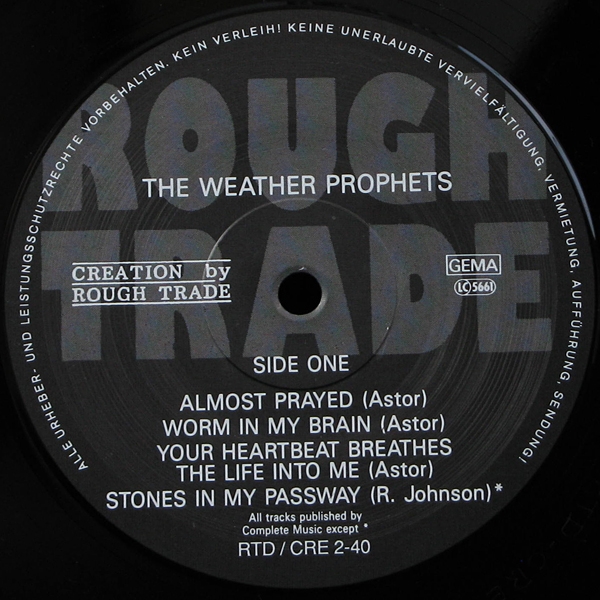 ALLE URHEBER- UND LEISTUNGSSCHUTZRECHTE VORBEHALTEN. KEIN VERLEIH! KEINE UNERLAUBTE VERVIELFÄLTIGUNG, VERMIETUNG, AUFFÜHRUNG, SENDUNG!
ROUGH
TRADE
THE WEATHER PROPHETS
CREATION by
ROUGH TRADE
GEMA
LC 5661
SIDE ONE
ALMOST PRAYED (Astor)
WORM IN MY BRAIN (Astor)
YOUR HEARTBEAT BREATHES
THE LIFE INTO ME (Astor)
STONES IN MY PASSWAY (R. Johnson)*
All tracks published by
Complete Music except *
RTD / CRE 2-40